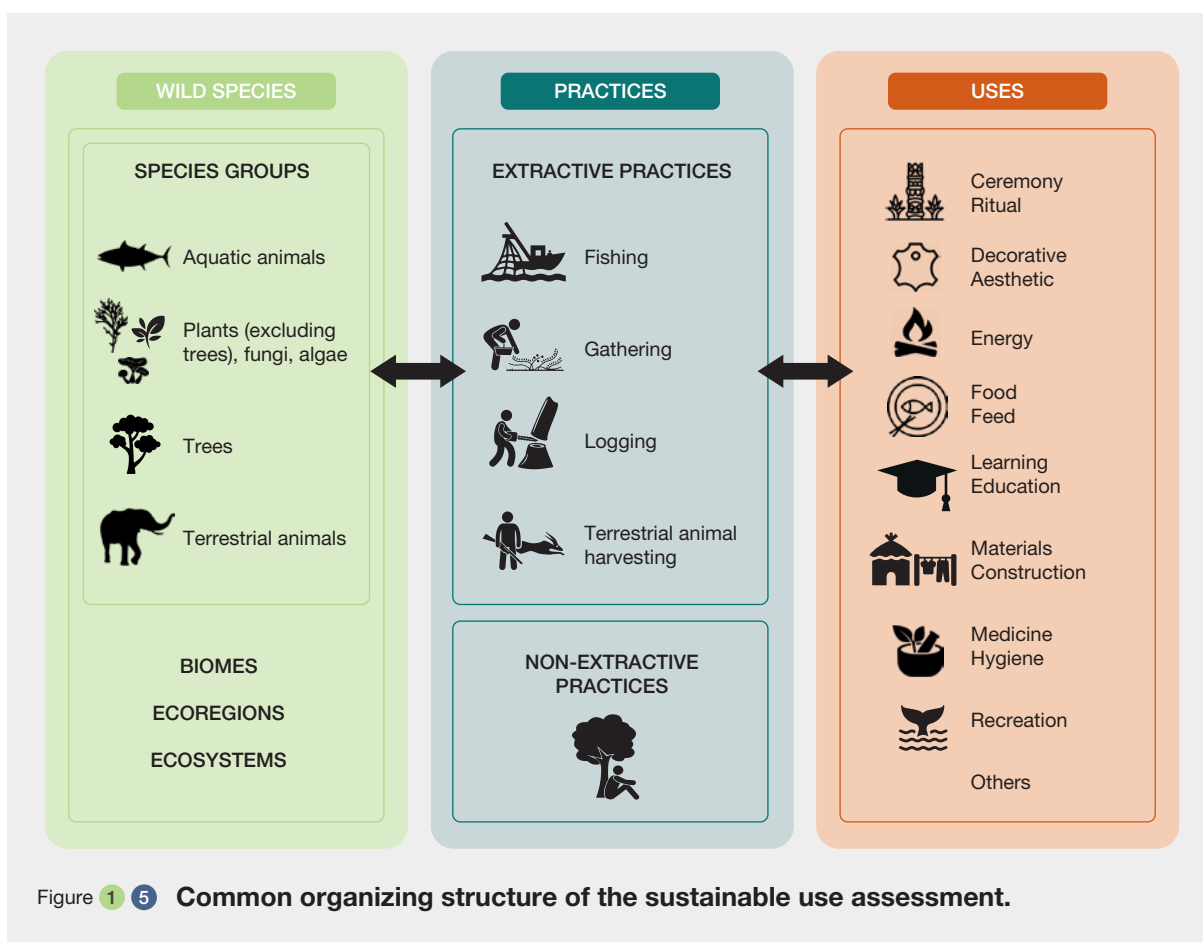 WILD SPECIES
SPECIES GROUPS
Aquatic animals
Plants (excluding
trees), fungi, algae
Trees
Terrestrial animals
BIOMES
ECOREGIONS
ECOSYSTEMS
PRACTICES
EXTRACTIVE PRACTICES
Fishing
Gathering
Logging
Terrestrial animal
harvesting
NON-EXTRACTIVE
PRACTICES
USES
Ceremony
Ritual
Decorative
Aesthetic
Energy
Food
Feed
Learning
Education
Materials
Construction
Medicine
Hygiene
Recreation
Others
Figure 1 5 Common organizing structure of the sustainable use assessment.